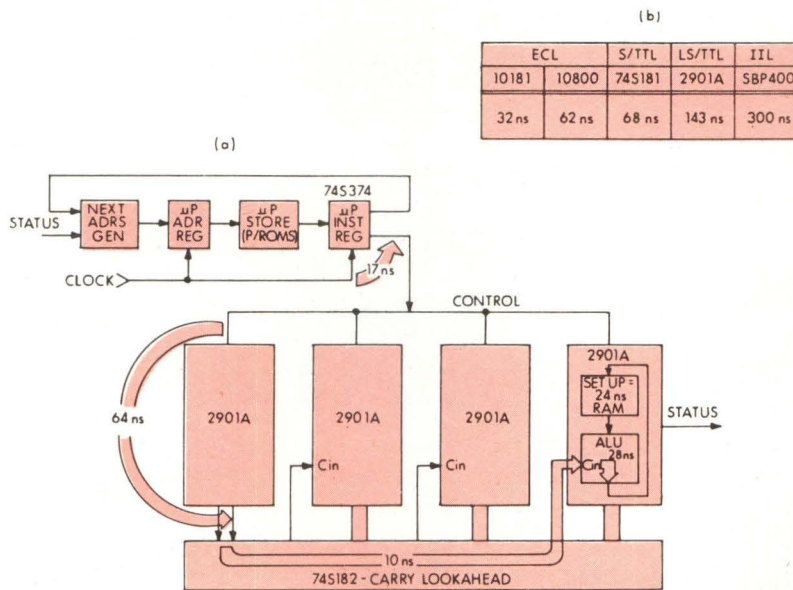 (b)
ECL S/TTL LS/TTL IIL
10181 10800 74S181 2901A SBP400
32 ns 62 ns 68 ns 143 ns 300 ns
(a)
74S374
STATUS
NEXT
ADRS
GEN
μP
ADR
REG
μP
STORE
(P/ROMS)
μP
INST
REG
CLOCK
17 ns
CONTROL
64 ns
2901A
2901A
Cin
2901A
Cin
2901A
SET UP =
24 ns
RAM
ALU
28 ns
Cin
STATUS
10 ns
74S182 - CARRY LOOKAHEAD